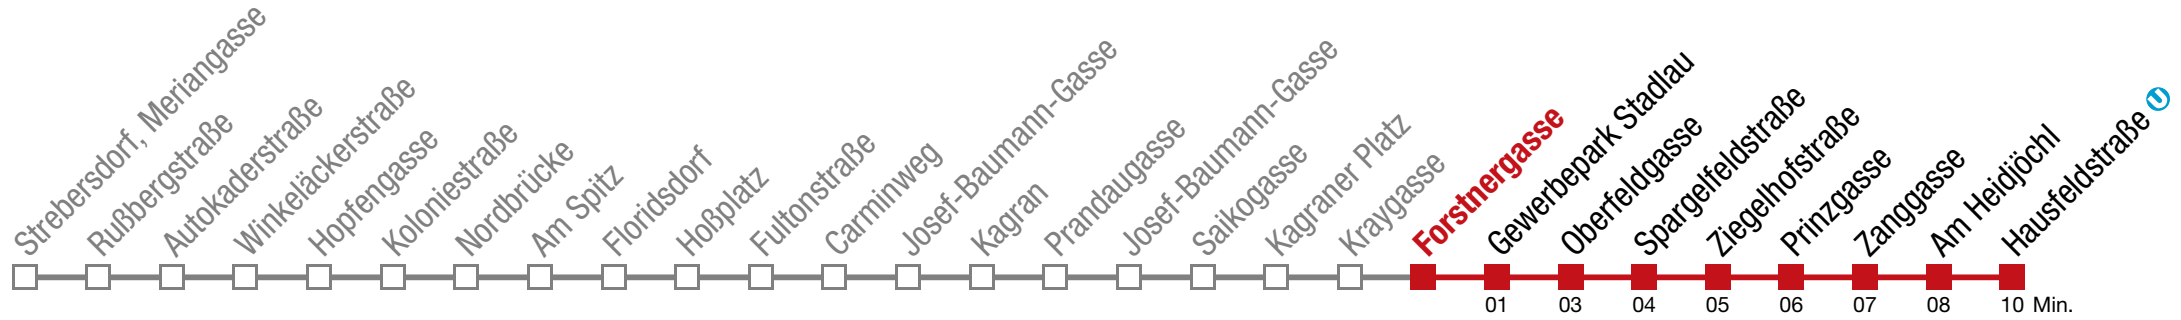 Strebersdorf, Meriangasse
Rußbergstraße
Autokaderstraße
Winkeläckerstraße
Hopfengasse
Koloniestraße
Nordbrücke
Am Spitz
Floridsdorf
Hoßplatz
Fultonstraße
Carminweg
Josef-Baumann-Gasse
Kagran
Prandaugasse
Josef-Baumann-Gasse
Saikogasse
Kagraner Platz
Kraygasse
Forstnergasse
Gewerbepark Stadlau
Oberfeldgasse
Spargelfeldstraße
Ziegelhofstraße
Prinzgasse
Zanggasse
Am Heidjöchl
Hausfeldstraße U
01 03 04 05 06 07 08 10 Min.